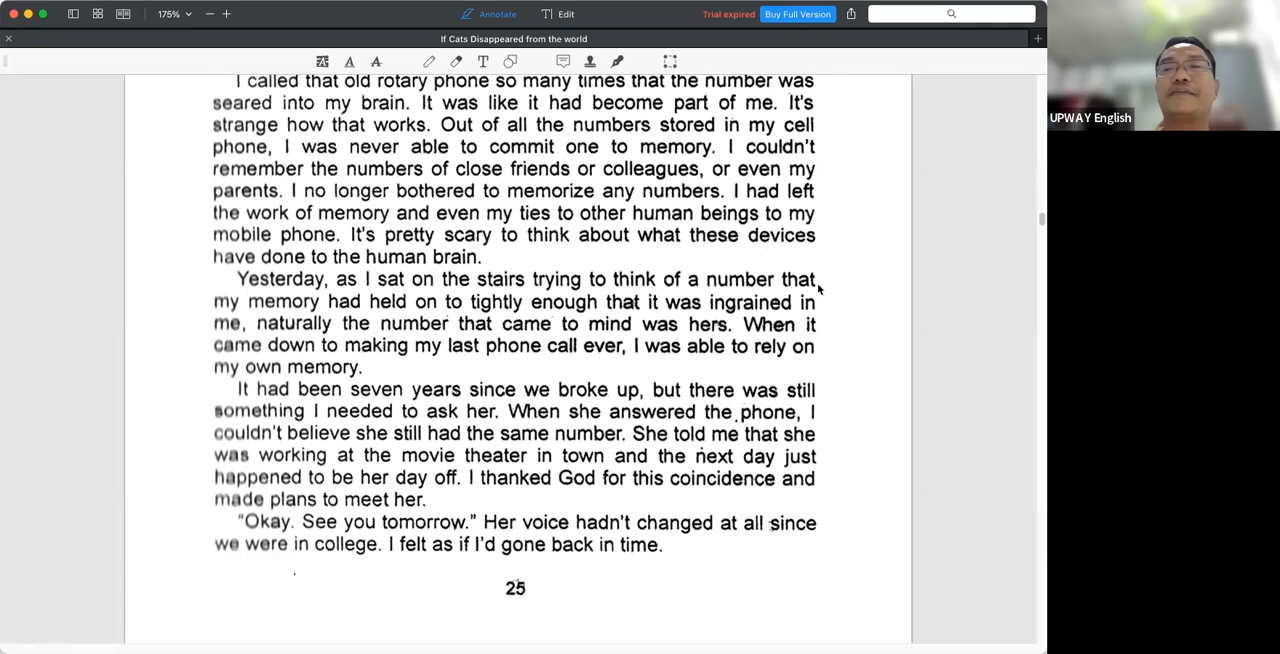 175%
Annotate
Edit
Trial expired
Buy Full Version
If Cats Disappeared from the world
I called that old rotary phone so many times that the number was
seared into my brain. It was like it had become part of me. It's
strange how that works. Out of all the numbers stored in my cell
phone, I was never able to commit one to memory. I couldn't
remember the numbers of close friends or colleagues, or even my
parents. I no longer bothered to memorize any numbers. I had left
the work of memory and even my ties to other human beings to my
mobile phone. It's pretty scary to think about what these devices
have done to the human brain.
Yesterday, as I sat on the stairs trying to think of a number that
my memory had held on to tightly enough that it was ingrained in
me, naturally the number that came to mind was hers. When it
came down to making my last phone call ever, I was able to rely on
my own memory.
It had been seven years since we broke up, but there was still
something I needed to ask her. When she answered the phone, I
couldn't believe she still had the same number. She told me that she
was working at the movie theater in town and the next day just
happened to be her day off. I thanked God for this coincidence and
made plans to meet her.
"Okay. See you tomorrow." Her voice hadn't changed at all since
we were in college. I felt as if I'd gone back in time.
25
UPWAY English